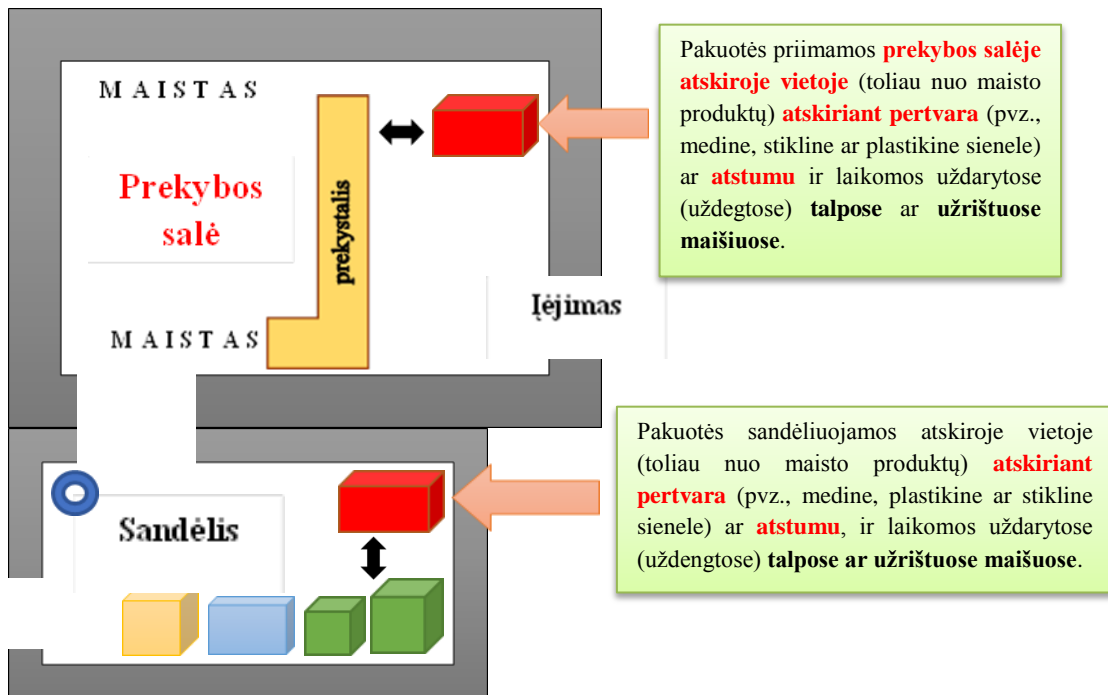 M A I S T A S
Prekybos
salė
prekystalis
M A I S T A S
Įėjimas
Pakuotės priimamos prekybos salėje
atskiroje vietoje (toliau nuo maisto
produktų) atskiriant pertvara (pvz.,
medine, stikline ar plastikine sienele)
ar atstumu ir laikomos uždarytose
(uždegtose) talpose ar užrištuose
maišiuose.
Sandėlis
Pakuotės sandėliuojamos atskiroje vietoje
(toliau nuo maisto produktų) atskiriant
pertvara (pvz., medine, plastikine ar stikline
sienele) ar atstumu, ir laikomos uždarytose
(uždengtose) talpose ar užrištuose maišuose.